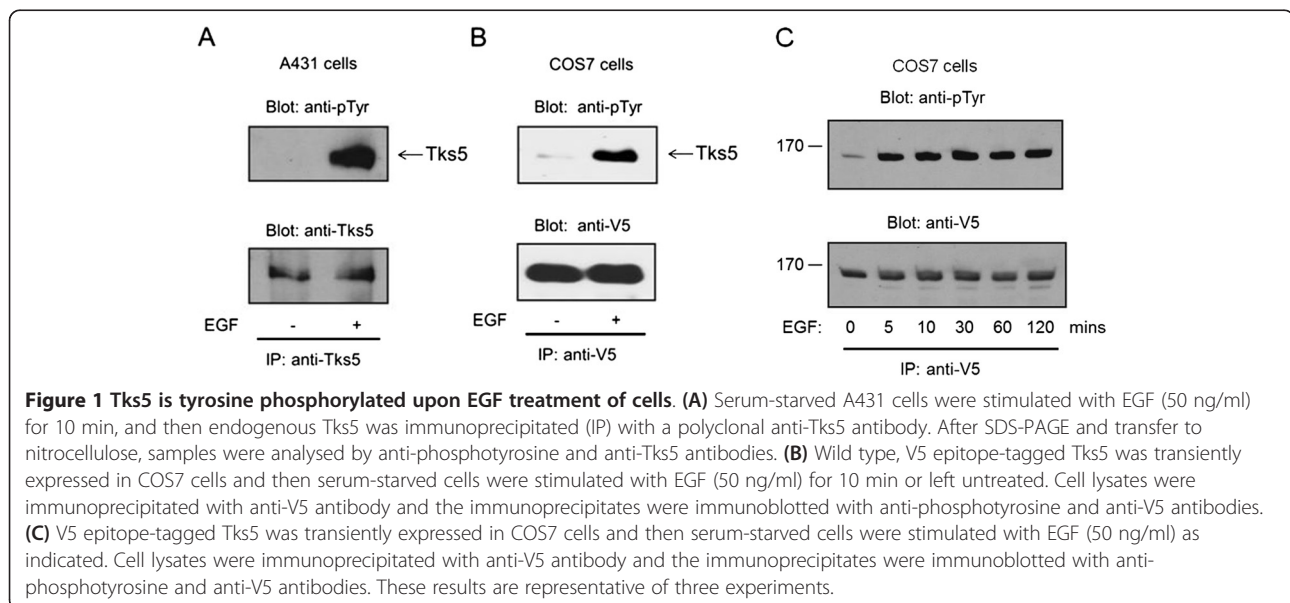 A
A431 cells
Blot: anti-pTyr
←Tks5
Blot: anti-Tks5
EGF - +
IP: anti-Tks5
B
COS7 cells
Blot: anti-pTyr
←Tks5
Blot: anti-V5
EGF - +
IP: anti-V5
C
COS7 cells
Blot: anti-pTyr
170 —
Blot: anti-V5
170 —
EGF: 0 5 10 30 60 120 mins
IP: anti-V5
Figure 1 Tks5 is tyrosine phosphorylated upon EGF treatment of cells. (A) Serum-starved A431 cells were stimulated with EGF (50 ng/ml)
for 10 min, and then endogenous Tks5 was immunoprecipitated (IP) with a polyclonal anti-Tks5 antibody. After SDS-PAGE and transfer to
nitrocellulose, samples were analysed by anti-phosphotyrosine and anti-Tks5 antibodies. (B) Wild type, V5 epitope-tagged Tks5 was transiently
expressed in COS7 cells and then serum-starved cells were stimulated with EGF (50 ng/ml) for 10 min or left untreated. Cell lysates were
immunoprecipitated with anti-V5 antibody and the immunoprecipitates were immunoblotted with anti-phosphotyrosine and anti-V5 antibodies.
(C) V5 epitope-tagged Tks5 was transiently expressed in COS7 cells and then serum-starved cells were stimulated with EGF (50 ng/ml) as
indicated. Cell lysates were immunoprecipitated with anti-V5 antibody and the immunoprecipitates were immunoblotted with anti-
phosphotyrosine and anti-V5 antibodies. These results are representative of three experiments.